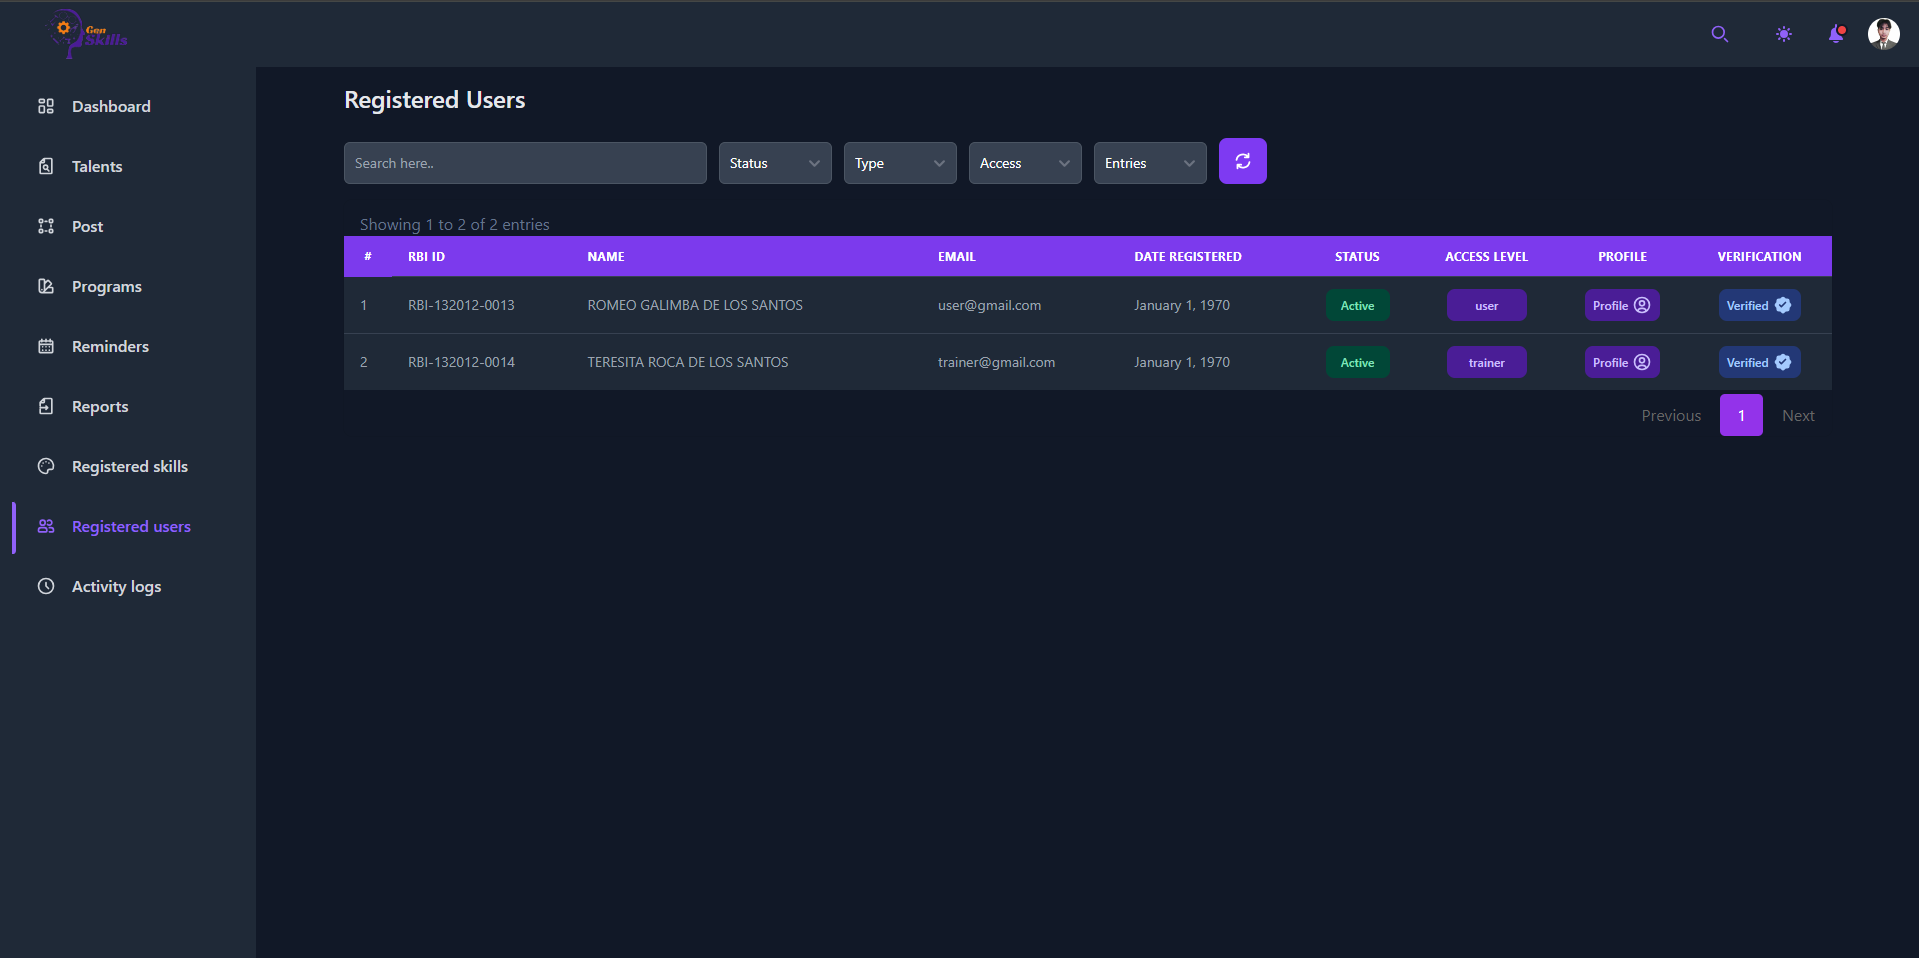 Gen
Skills
Dashboard
Talents
Post
Programs
Reminders
Reports
Registered skills
Registered users
Activity logs
Registered Users
Search here..
Status
Type
Access
Entries
Showing 1 to 2 of 2 entries
# RBI ID NAME EMAIL DATE REGISTERED STATUS ACCESS LEVEL PROFILE VERIFICATION
1 RBI-132012-0013 ROMEO GALIMBA DE LOS SANTOS user@gmail.com January 1, 1970 Active user Profile Verified
2 RBI-132012-0014 TERESITA ROCA DE LOS SANTOS trainer@gmail.com January 1, 1970 Active trainer Profile Verified
Previous 1 Next